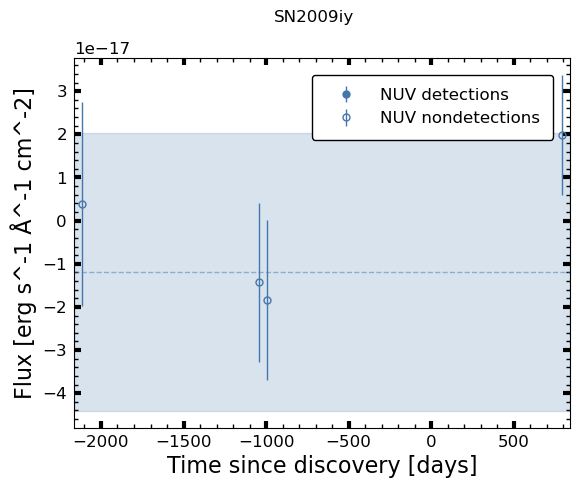 SN2009iy
1e−17
NUV detections
NUV nondetections
3
2
1
0
−1
−2
−3
−4
Flux [erg s^-1 Å^-1 cm^-2]
−2000 −1500 −1000 −500 0 500
Time since discovery [days]